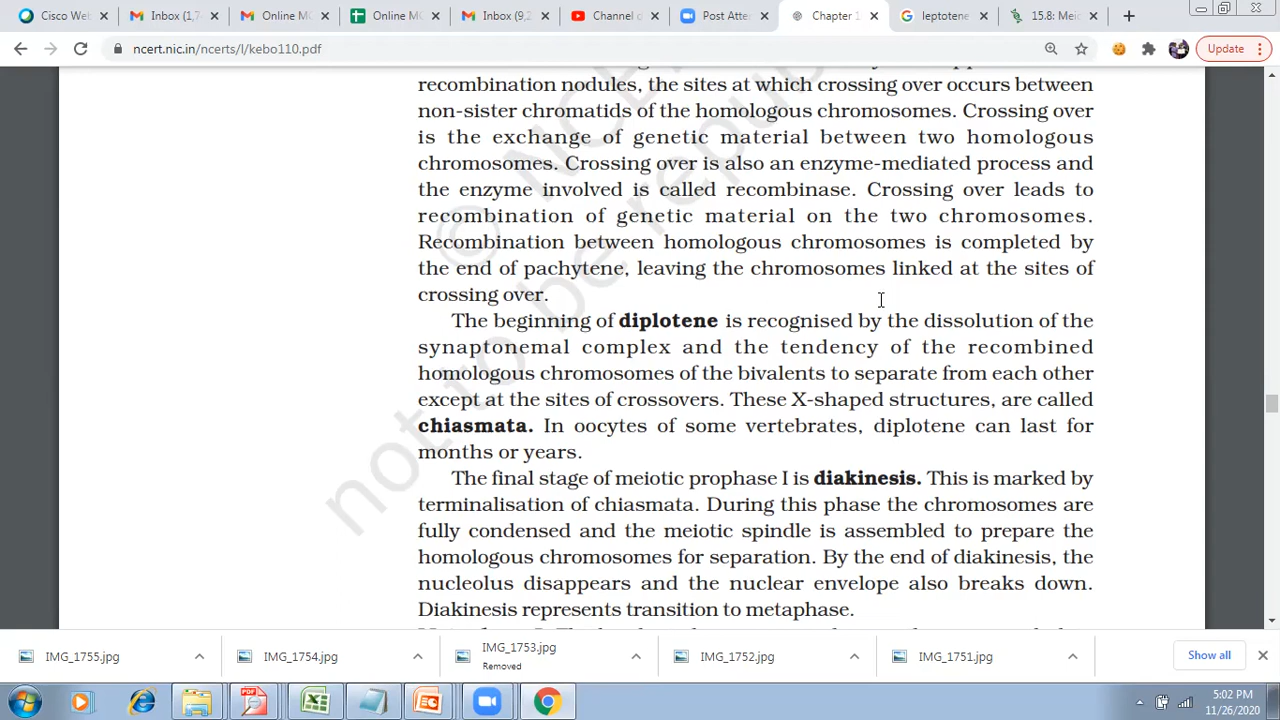 Cisco We
Inbox (1,7
Online M
Online M
Inbox (9,
Channel d
Post Atte
Chapter 1
leptotene
15.8: Mei
ncert.nic.in/ncerts/l/kebo110.pdf
Update
recombination nodules, the sites at which crossing over occurs between
non-sister chromatids of the homologous chromosomes. Crossing over
is the exchange of genetic material between two homologous
chromosomes. Crossing over is also an enzyme-mediated process and
the enzyme involved is called recombinase. Crossing over leads to
recombination of genetic material on the two chromosomes.
Recombination between homologous chromosomes is completed by
the end of pachytene, leaving the chromosomes linked at the sites of
crossing over.
The beginning of diplotene is recognised by the dissolution of the
synaptonemal complex and the tendency of the recombined
homologous chromosomes of the bivalents to separate from each other
except at the sites of crossovers. These X-shaped structures, are called
chiasmata. In oocytes of some vertebrates, diplotene can last for
months or years.
The final stage of meiotic prophase I is diakinesis. This is marked by
terminalisation of chiasmata. During this phase the chromosomes are
fully condensed and the meiotic spindle is assembled to prepare the
homologous chromosomes for separation. By the end of diakinesis, the
nucleolus disappears and the nuclear envelope also breaks down.
Diakinesis represents transition to metaphase.
© N
not to be repu
IMG_1755.jpg
IMG_1754.jpg
IMG_1753.jpg
Removed
IMG_1752.jpg
IMG_1751.jpg
Show all
5:02 PM
11/26/2020